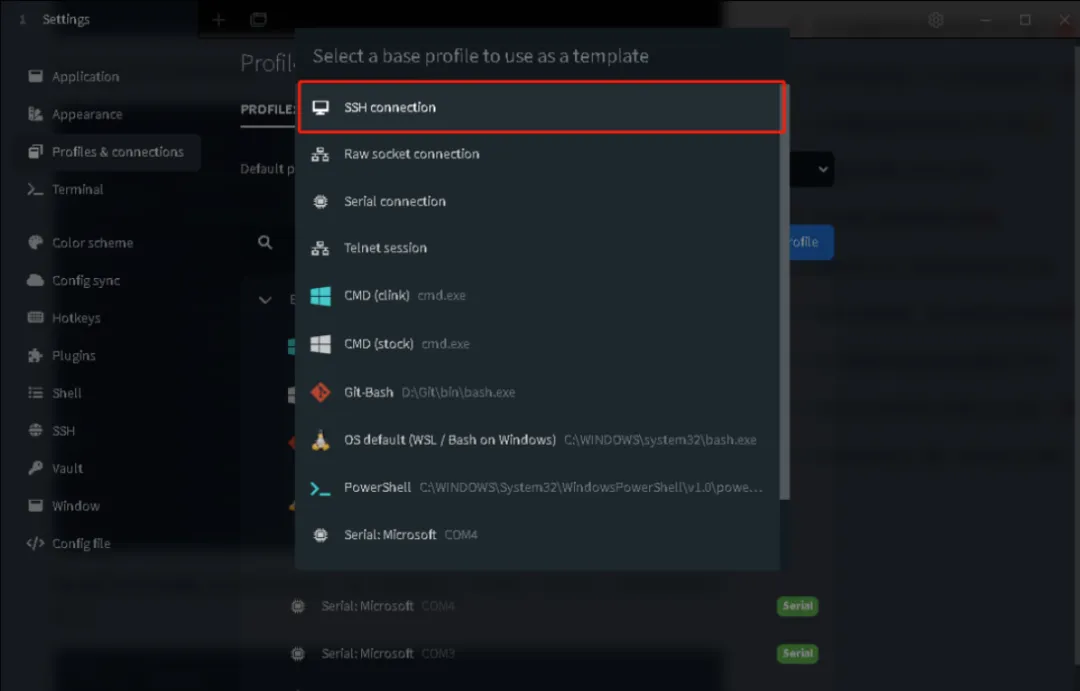 1 Settings
Select a base profile to use as a template
Application
Appearance
Profiles & connections
Terminal
Color scheme
Config sync
Hotkeys
Plugins
Shell
SSH
Vault
Window
Config file
Profil
PROFILE
Default p
SSH connection
Raw socket connection
Serial connection
Telnet session
CMD (clink) cmd.exe
CMD (stock) cmd.exe
Git-Bash D:\Git\bin\bash.exe
OS default (WSL / Bash on Windows) C:\WINDOWS\system32\bash.exe
PowerShell C:\WINDOWS\System32\WindowsPowerShell\v1.0\powe...
Serial: Microsoft COM4
rofile
Serial: Microsoft COM4 Serial
Serial: Microsoft COM3 Serial